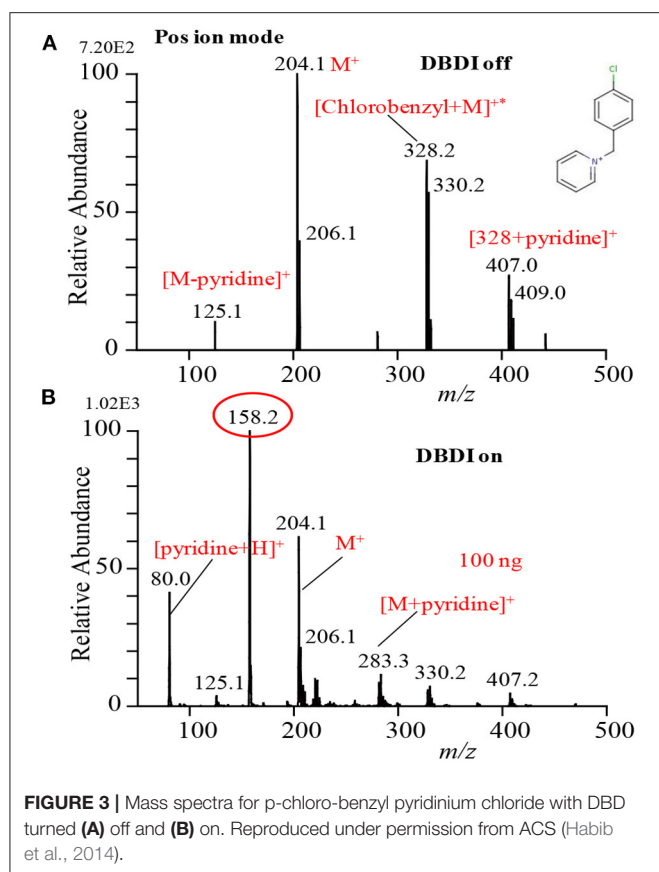 A
Pos ion mode
7.20E2
DBDI off
204.1 M+
Cl
[Chlorobenzyl+M]+*
328.2
330.2
N+
206.1
[M-pyridine]+
125.1
[328+pyridine]+
407.0
409.0
Relative Abundance
100
50
0
100 200 300 400 500
m/z
B
1.02E3
158.2
DBDI on
204.1
[pyridine+H]+
M+
100 ng
80.0
206.1
[M+pyridine]+
125.1
283.3
330.2
407.2
Relative Abundance
100
50
0
100 200 300 400 500
m/z
FIGURE 3 | Mass spectra for p-chloro-benzyl pyridinium chloride with DBD
turned (A) off and (B) on. Reproduced under permission from ACS (Habib
et al., 2014).